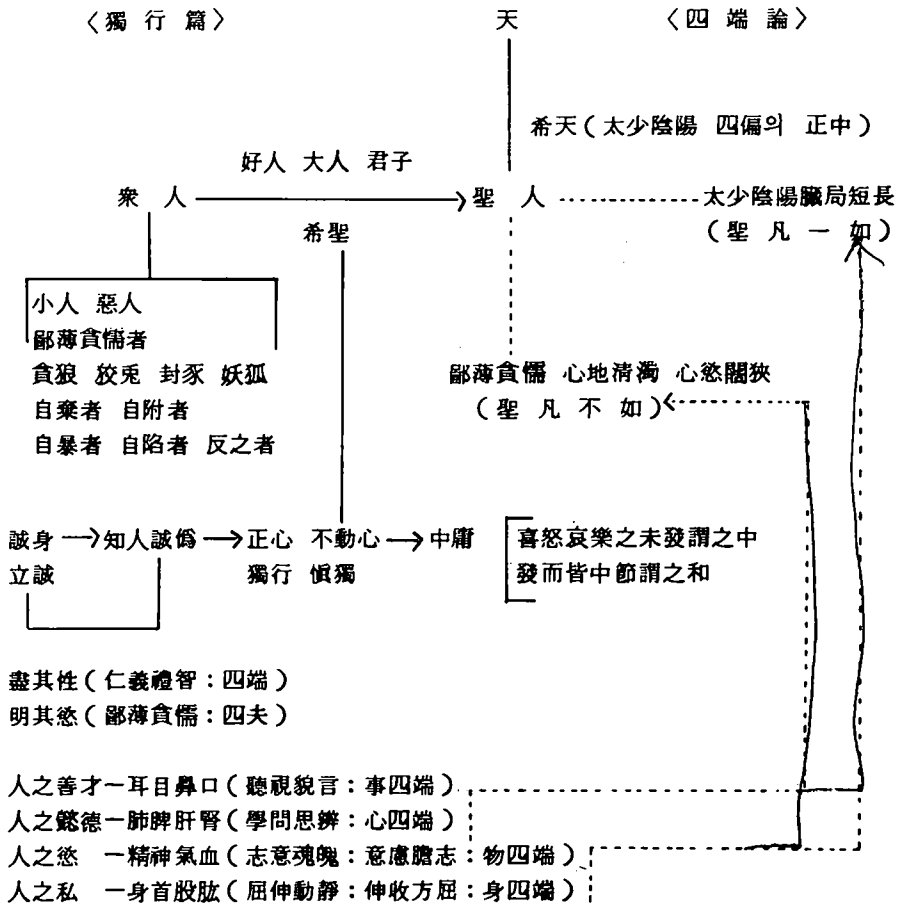 〈獨行篇〉 天 〈四端論〉
希天(太少陰陽 四偏의 正中)
好人 大人 君子
衆人 聖人 太少陰陽臟局短長
希聖 (聖凡一如)
小人 惡人
鄙薄貪懦者
貪狼 狡兎 封豕 妖狐
自棄者 自附者
自暴者 自陷者 反之者
鄙薄貪懦 心地清濁 心慾闊狹
(聖凡不如)
誠身 知人誠僞 正心 不動心 中庸
立誠 獨行 愼獨
喜怒哀樂之未發謂之中
發而皆中節謂之和
盡其性(仁義禮智:四端)
明其慾(鄙薄貪懦:四夫)
人之善才─耳目鼻口(聽視貌言:事四端)
人之懿德─肺脾肝腎(學問思辨:心四端)
人之慾 ─精神氣血(志意魂魄:意慮膽志:物四端)
人之私 ─身首股肱(屈伸動靜:伸收方屈:身四端)